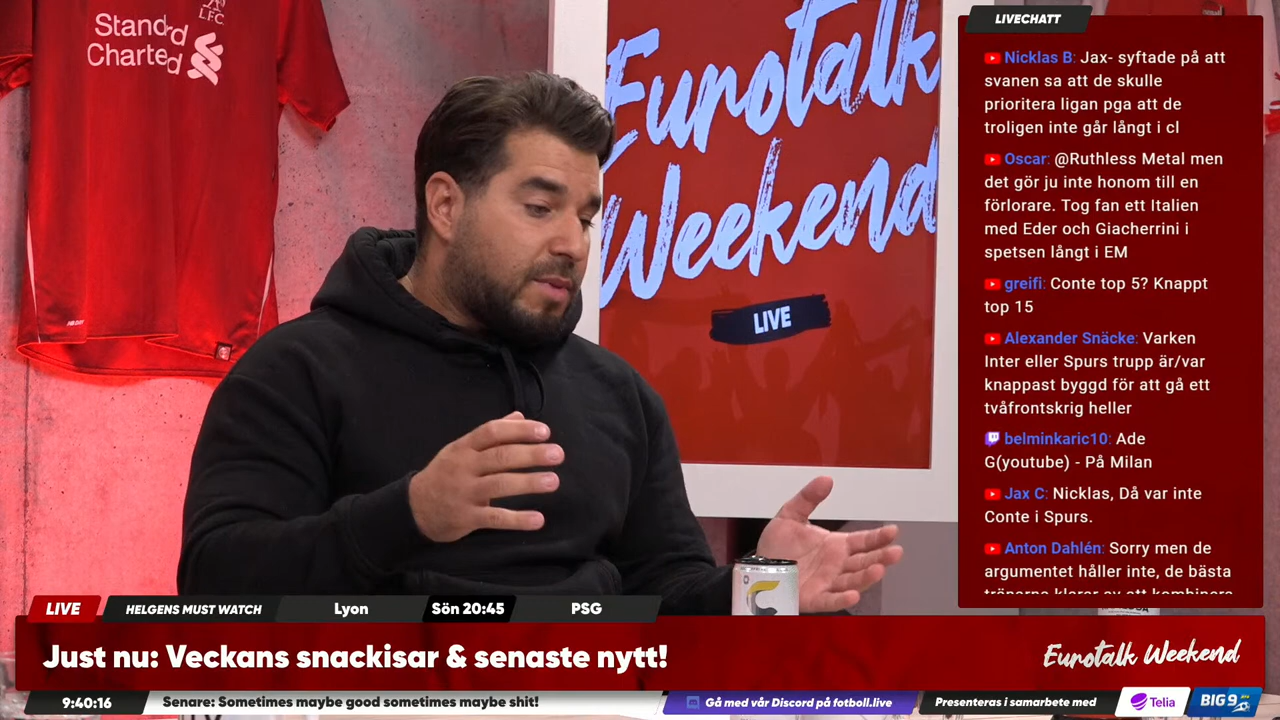 Standard
Chartered
LFC
Eurotalk
Weekend
LIVE
LIVECHATT
Nicklas B: Jax- syftade på att
svanen sa att de skulle
prioritera ligan pga att de
troligen inte går långt i cl
Oscar: @Ruthless Metal men
det gör ju inte honom till en
förlorare. Tog fan ett Italien
med Eder och Giacherrini i
spetsen långt i EM
greifi: Conte top 5? Knappt
top 15
Alexander Snäcke: Varken
Inter eller Spurs trupp är/var
knappast byggd för att gå ett
tvåfrontskrig heller
belminkaric10: Ade
G(youtube) - På Milan
Jax C: Nicklas, Då var inte
Conte i Spurs.
Anton Dahlén: Sorry men de
argumentet håller inte, de bästa
tränarna klarar av att kombinera
LIVE
HELGENS MUST WATCH
Lyon
Sön 20:45
PSG
Just nu: Veckans snackisar & senaste nytt!
Eurotalk Weekend
9:40:16
Senare: Sometimes maybe good sometimes maybe shit!
Gå med vår Discord på fotboll.live
Presenteras i samarbete med
Telia
BIG9